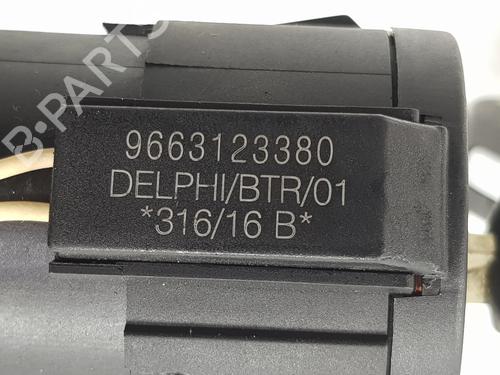 9663123380
DELPHI/BTR/01
*316/16 B*
B-PARTS